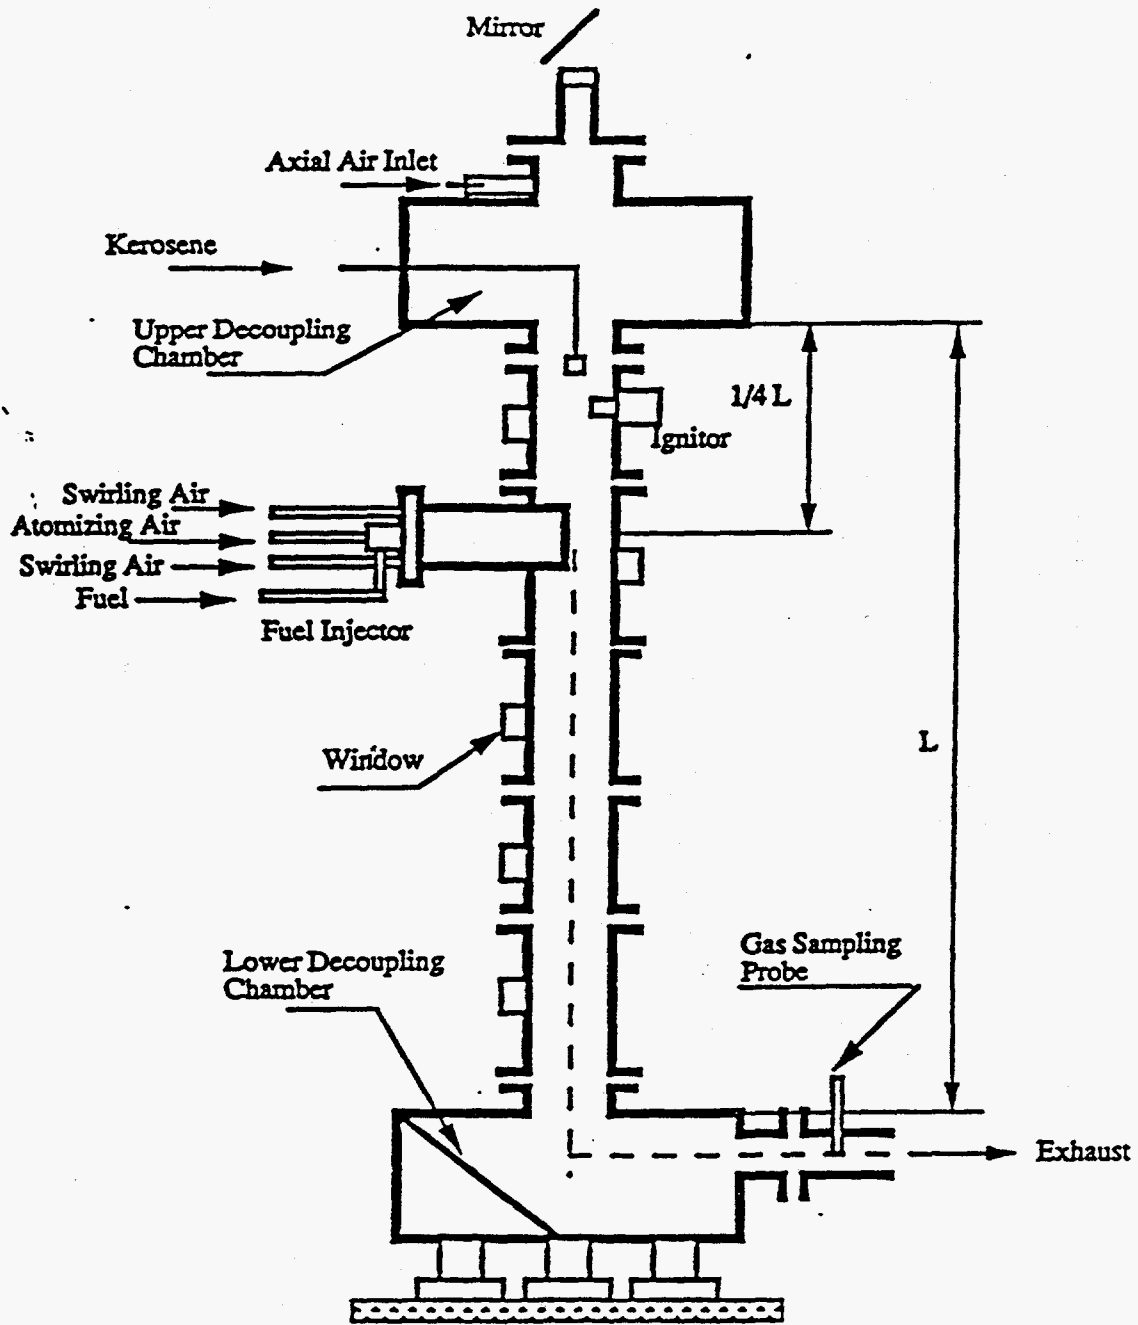 Mirror
Axial Air Inlet
Kerosene
Upper Decoupling
Chamber
1/4 L
Ignitor
Swirling Air
Atomizing Air
Swirling Air
Fuel
Fuel Injector
Window
L
Lower Decoupling
Chamber
Gas Sampling
Probe
Exhaust